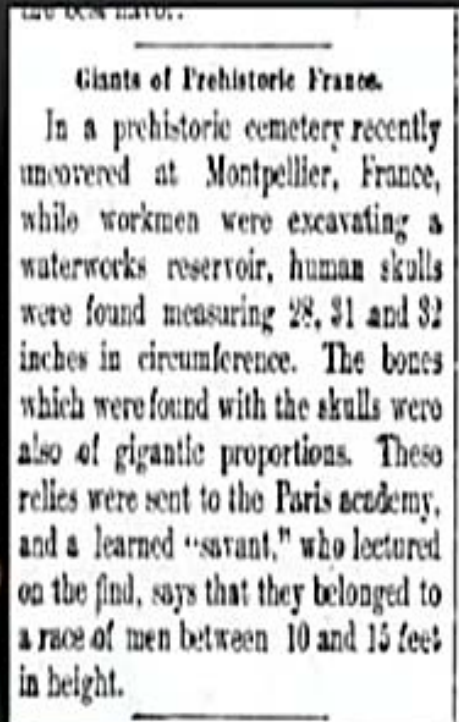 Giants of Prehistoric France.
In a prehistoric cemetery recently
uncovered at Montpellier, France,
while workmen were excavating a
waterworks reservoir, human skulls
were found measuring 28, 31 and 32
inches in circumference. The bones
which were found with the skulls were
also of gigantic proportions. These
relics were sent to the Paris academy,
and a learned "savant," who lectured
on the find, says that they belonged to
a race of men between 10 and 15 feet
in height.